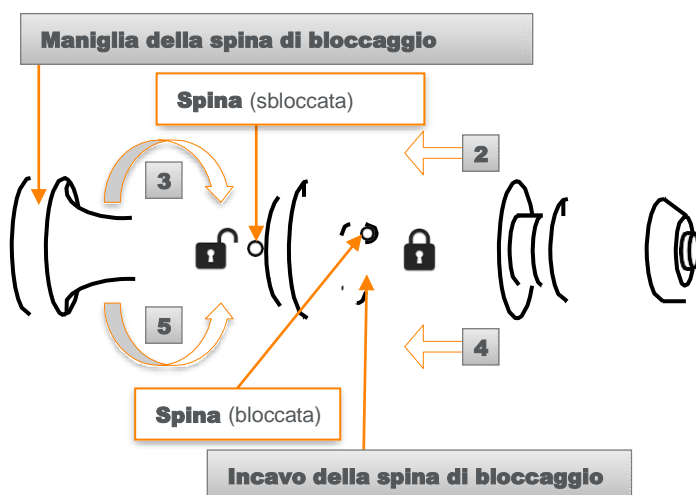 Maniglia della spina di bloccaggio
Spina (sbloccata)
2
3
5
4
Spina (bloccata)
Incavo della spina di bloccaggio